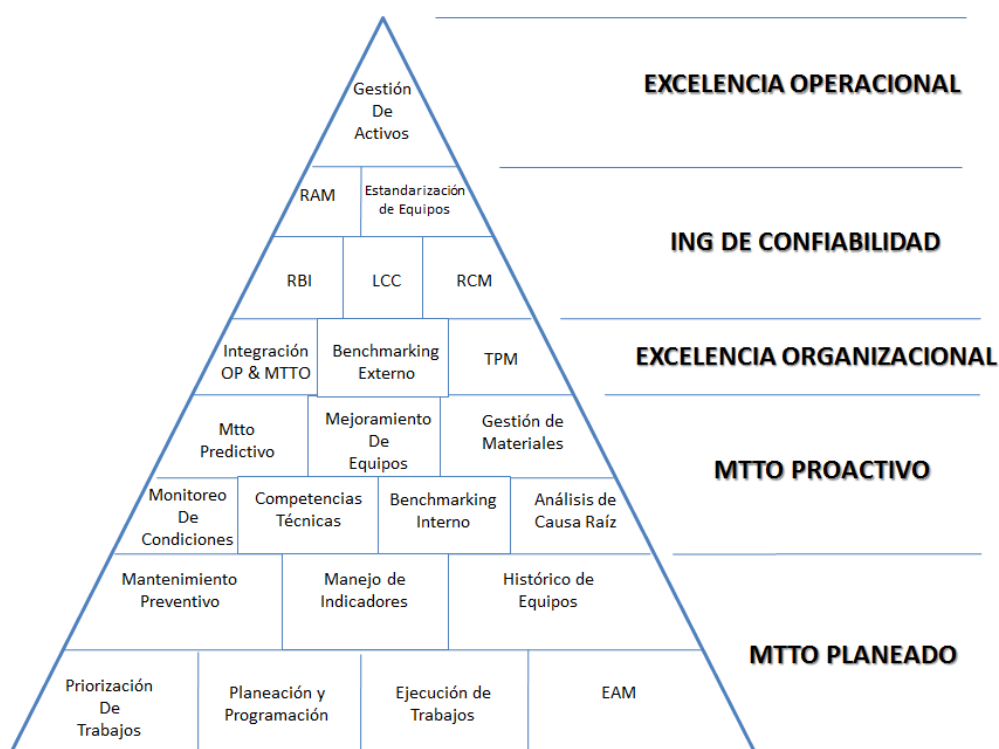 EXCELENCIA OPERACIONAL
Gestión
De
Activos
RAM
Estandarización
de Equipos
ING DE CONFIABILIDAD
RBI
LCC
RCM
Integración
OP & MTTO
Benchmarking
Externo
TPM
EXCELENCIA ORGANIZACIONAL
Mtto
Predictivo
Mejoramiento
De
Equipos
Gestión de
Materiales
MTTO PROACTIVO
Monitoreo
De
Condiciones
Competencias
Técnicas
Benchmarking
Interno
Análisis de
Causa Raíz
Mantenimiento
Preventivo
Manejo de
Indicadores
Histórico de
Equipos
MTTO PLANEADO
Priorización
De
Trabajos
Planeación y
Programación
Ejecución de
Trabajos
EAM